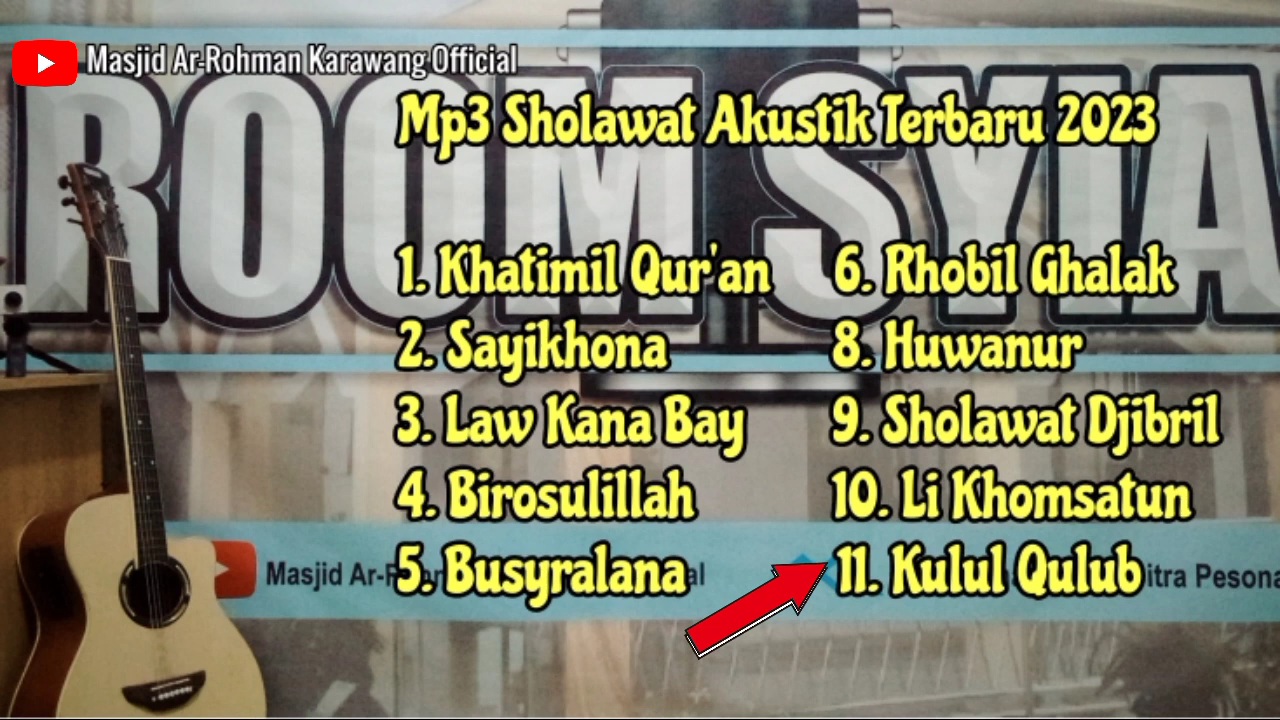 Masjid Ar-Rohman Karawang Official
ROOM SYIA
Mp3 Sholawat Akustik Terbaru 2023
1. Khatimil Qur'an
2. Sayikhona
3. Law Kana Bay
4. Birosulillah
5. Busyralana
6. Rhobil Ghalak
8. Huwanur
9. Sholawat Djibril
10. Li Khomsatun
11. Kulul Qulub
Masjid Ar-R
itra Pesona